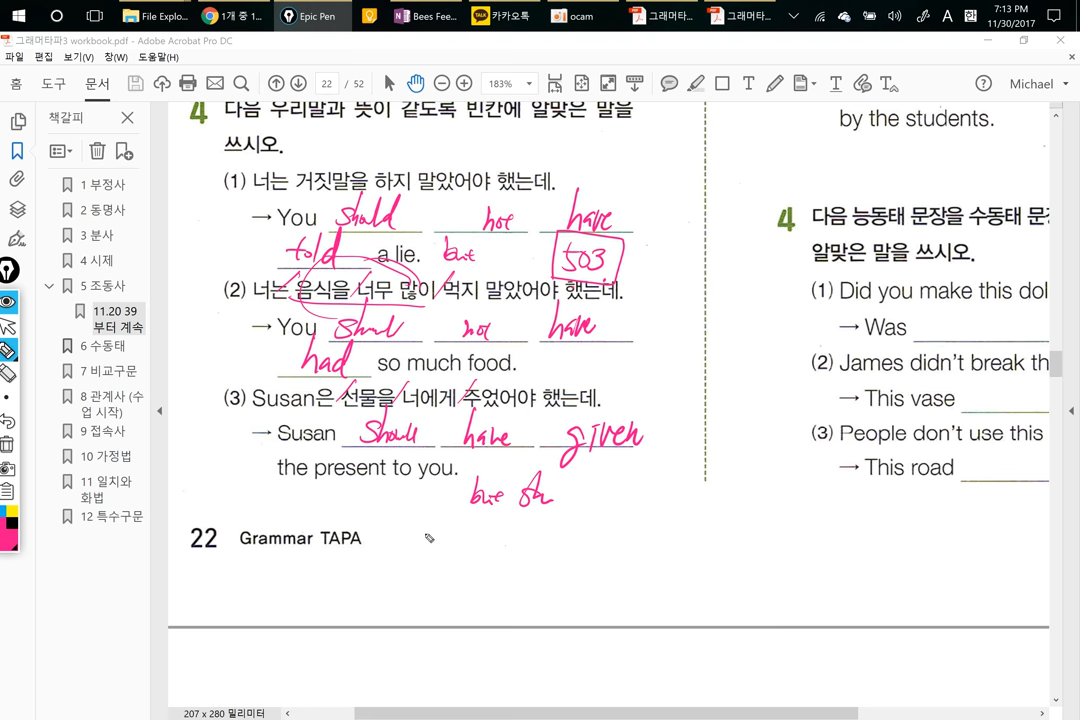 File Explo...
1개 중 1...
Epic Pen
Bees Fee...
카카오톡
ocam
그래머타...
그래머타...
A
한
7:13 PM
11/30/2017
그래머타파3 workbook.pdf - Adobe Acrobat Pro DC
파일 편집 보기(V) 창(W) 도움말(H)
홈 도구 문서
22 / 52
183%
Michael
책갈피
1 부정사
2 동명사
3 분사
4 시제
5 조동사
11.20 39
부터 계속
6 수동태
7 비교구문
8 관계사 (수
업 시작)
9 접속사
10 가정법
11 일치와
화법
12 특수구문
4 다음 우리말과 뜻이 같도록 빈칸에 알맞은 말을
쓰시오.
(1) 너는 거짓말을 하지 말았어야 했는데.
→ You should not have
told a lie. but 503
(2) 너는 음식을 너무 많이 먹지 말았어야 했는데.
→ You should not have
had so much food.
(3) Susan은 선물을 너에게 주었어야 했는데.
→ Susan should have given
the present to you.
but
22 Grammar TAPA
by the students.
4 다음 능동태 문장을 수동태 문
알맞은 말을 쓰시오.
(1) Did you make this dol
→ Was
(2) James didn't break th
→ This vase
(3) People don't use this
→ This road
207 x 280 밀리미터